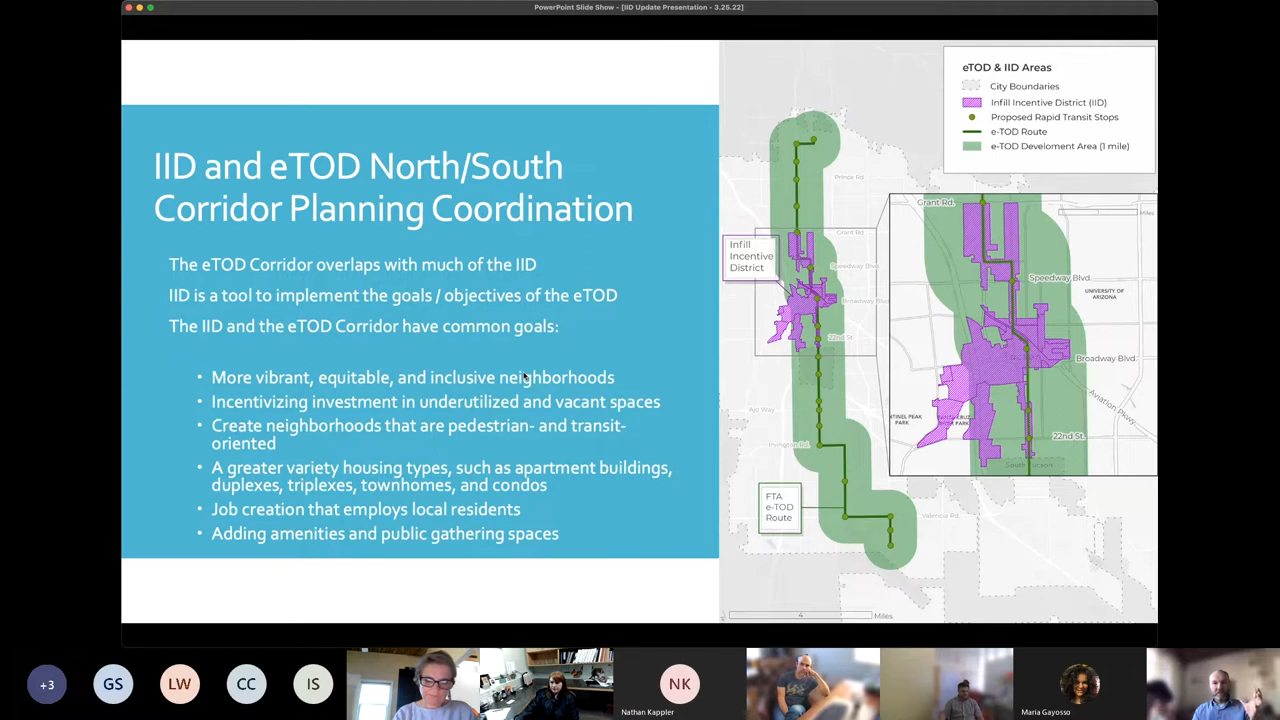 PowerPoint Slide Show - [IID Update Presentation - 3.25.22]
IID and eTOD North/South
Corridor Planning Coordination
The eTOD Corridor overlaps with much of the IID
IID is a tool to implement the goals / objectives of the eTOD
The IID and the eTOD Corridor have common goals:
• More vibrant, equitable, and inclusive neighborhoods
• Incentivizing investment in underutilized and vacant spaces
• Create neighborhoods that are pedestrian- and transit-
oriented
• A greater variety housing types, such as apartment buildings,
duplexes, triplexes, townhomes, and condos
• Job creation that employs local residents
• Adding amenities and public gathering spaces
eTOD & IID Areas
City Boundaries
Infill Incentive District (IID)
Proposed Rapid Transit Stops
e-TOD Route
e-TOD Develoment Area (1 mile)
Prince Rd.
Grant Rd.
Speedway Blvd.
Broadway Blvd.
22nd St.
Ajo Way
Irvington Rd.
Valencia Rd.
Infill
Incentive
District
FTA
e-TOD
Route
4
Miles
Grant Rd.
Miles
Speedway Blvd.
UNIVERSITY OF
ARIZONA
Broadway Blvd.
Aviation Pkwy.
22nd St.
South Tucson
PARK
RIVER PARK
+3
GS
LW
CC
IS
NK
Nathan Kappler
Maria Gayosso